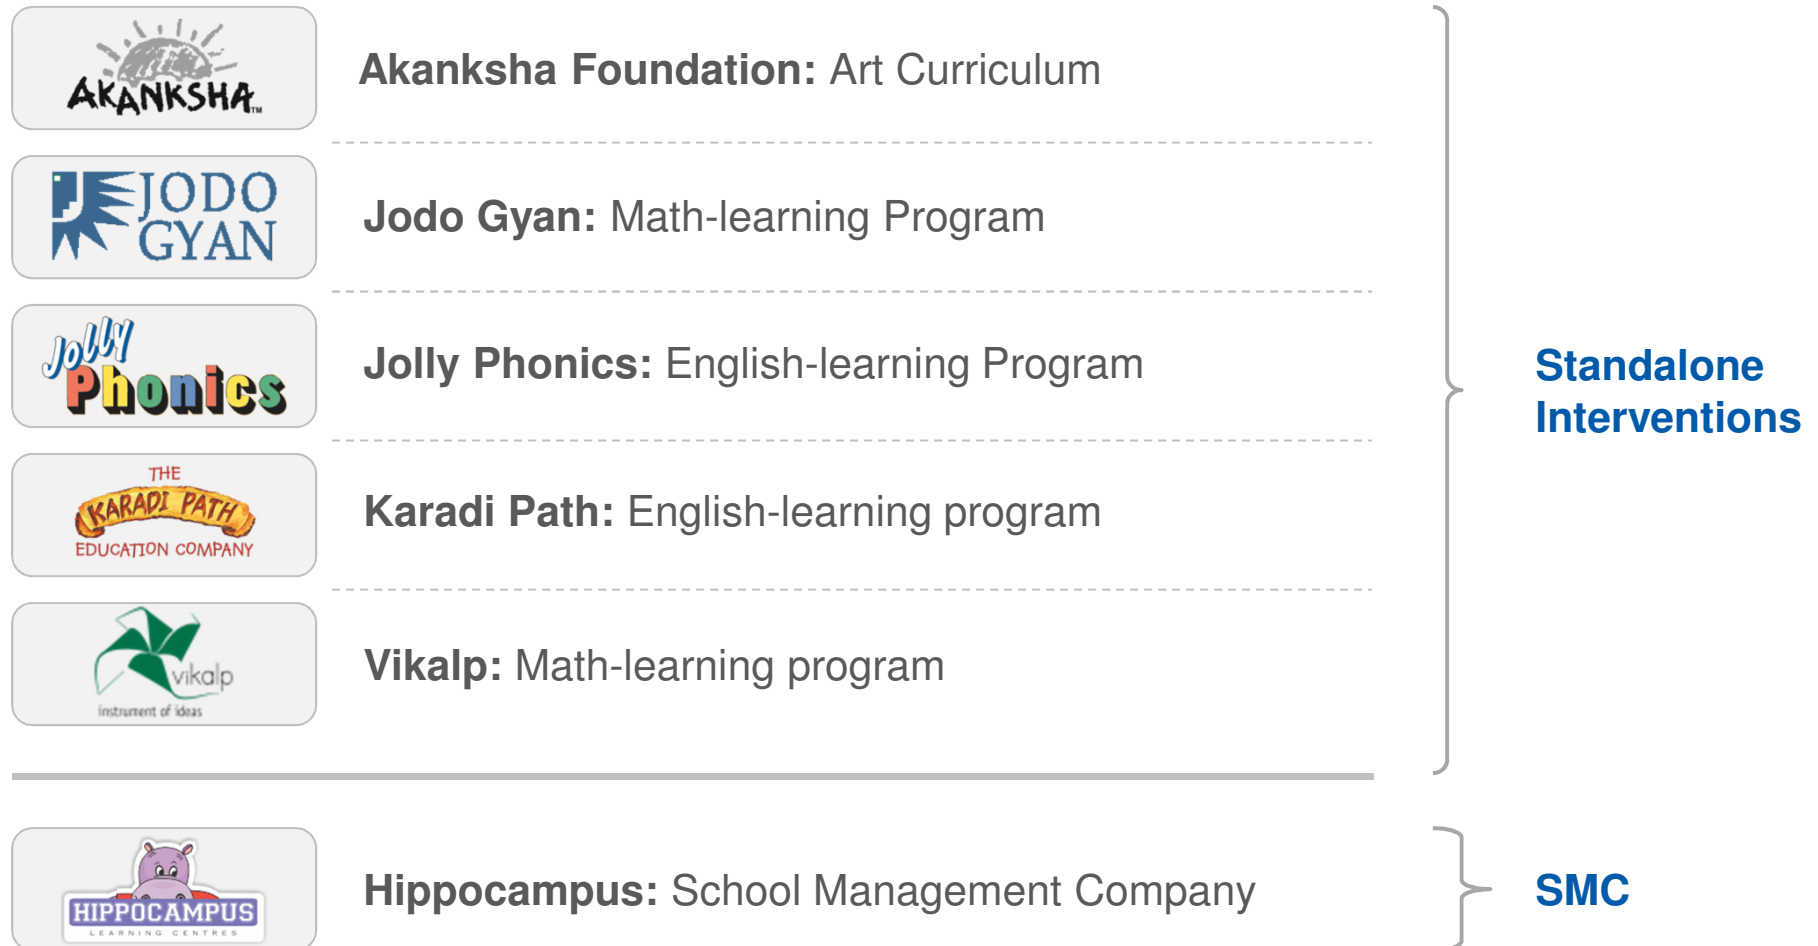 AKANKSHA™
Akanksha Foundation: Art Curriculum
JODO
GYAN
Jodo Gyan: Math-learning Program
Jolly
Phonics
Jolly Phonics: English-learning Program
THE
KARADI PATH
EDUCATION COMPANY
Karadi Path: English-learning program
vikalp
instrument of ideas
Vikalp: Math-learning program
Standalone
Interventions
HIPPOCAMPUS
LEARNING CENTRES
Hippocampus: School Management Company
SMC